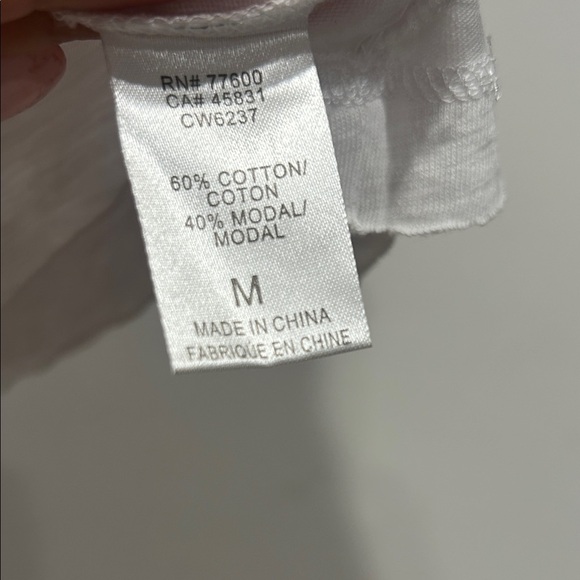 RN# 77600
CA# 45831
CW6237
60% COTTON/
COTON
40% MODAL/
MODAL
M
MADE IN CHINA
FABRIQUE EN CHINE